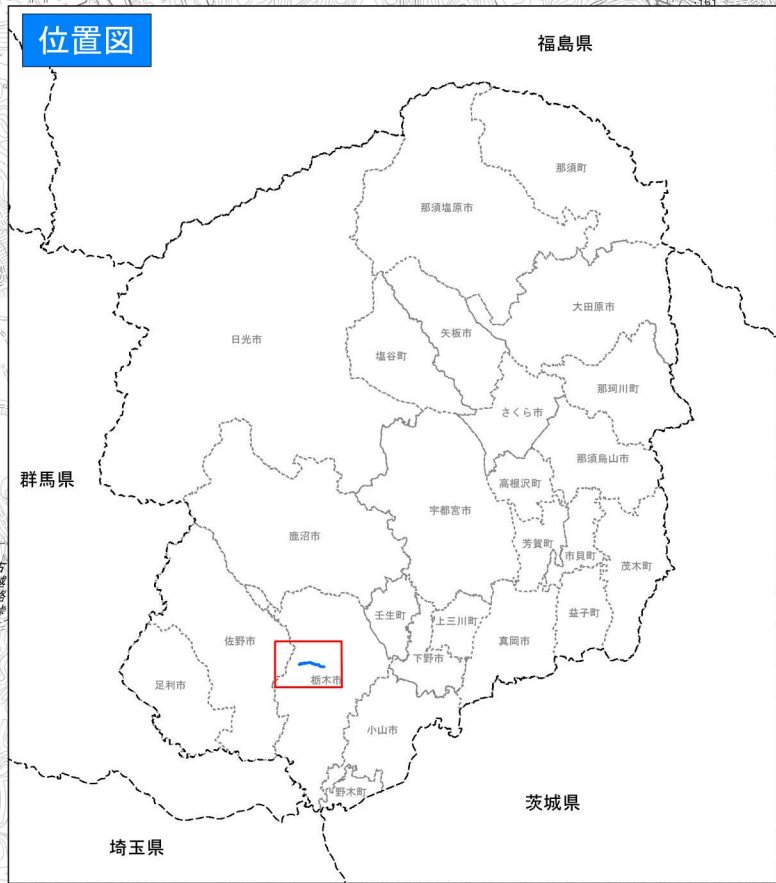 161
位置図
福島県
那須町
那須塩原市
大田原市
日光市
矢板市
塩谷町
那珂川町
さくら市
那須烏山市
群馬県
高根沢町
宇都宮市
鹿沼市
芳賀町
市貝町
茂木町
壬生町
上三川町
益子町
真岡市
佐野市
下野市
足利市
栃木市
小山市
野木町
茨城県
埼玉県